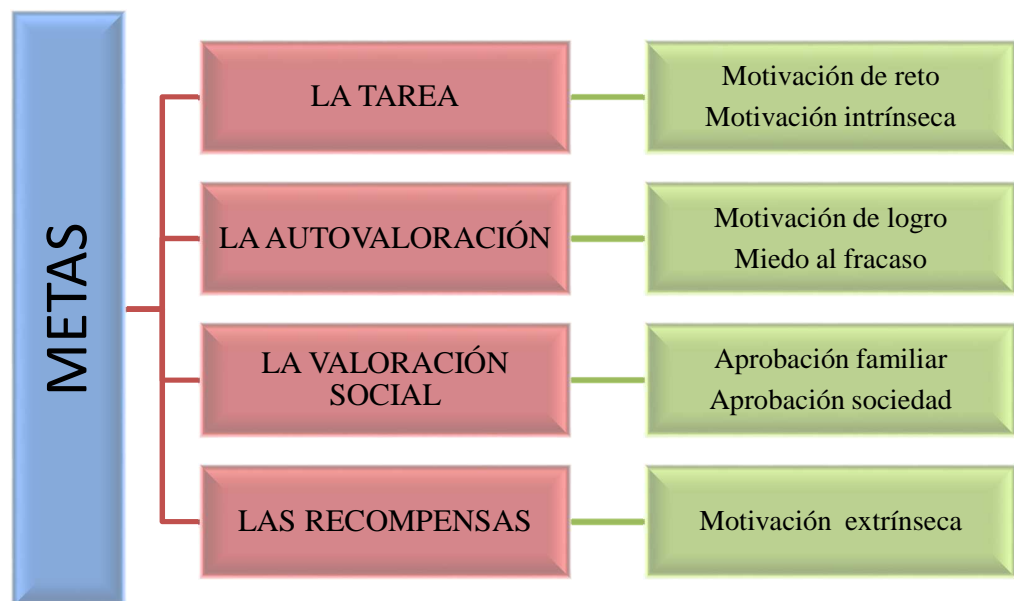 METAS
LA TAREA
Motivación de reto
Motivación intrínseca
LA AUTOVALORACIÓN
Motivación de logro
Miedo al fracaso
LA VALORACIÓN
SOCIAL
Aprobación familiar
Aprobación sociedad
LAS RECOMPENSAS
Motivación extrínseca